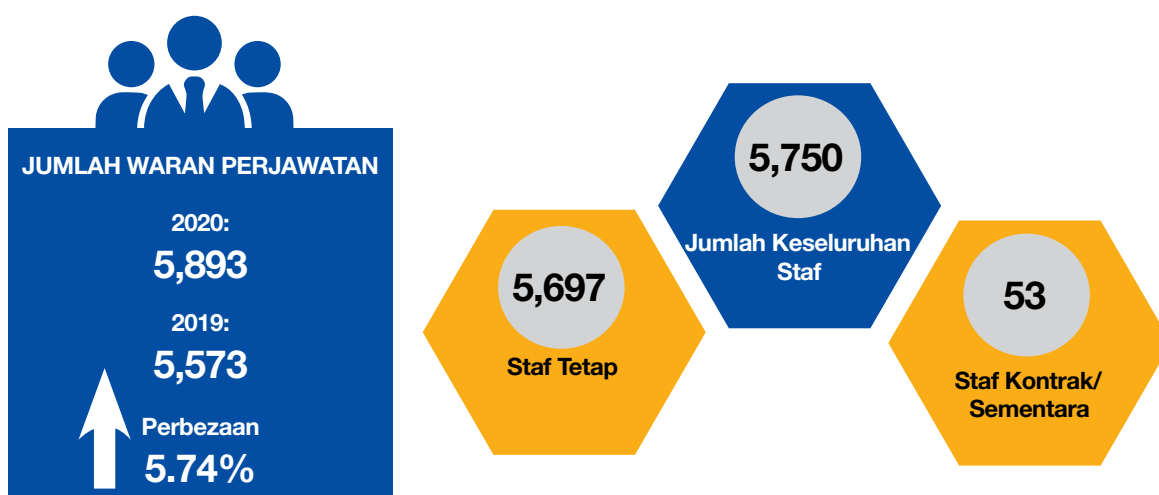 JUMLAH WARAN PERJAWATAN
2020:
5,893
2019:
5,573
Perbezaan
5.74%
5,697
Staf Tetap
5,750
Jumlah Keseluruhan
Staf
53
Staf Kontrak/
Sementara